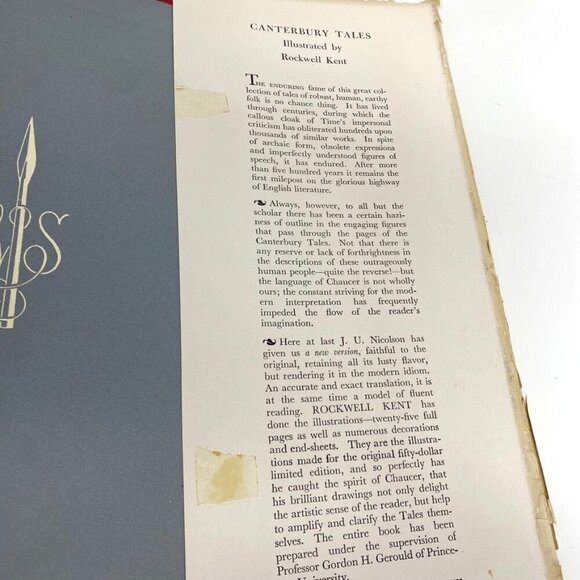 CANTERBURY TALES
Illustrated by
Rockwell Kent
THE ENDURING fame of this great col-
lection of tales of robust, human, earthy
folk is no chance thing. It has lived
through centuries, during which the
callous cloak of Time's impersonal
criticism has obliterated hundreds upon
thousands of similar works. In spite
of archaic form, obsolete expressions
and imperfectly understood figures of
speech, it has endured. After more
than five hundred years it remains the
first milepost on the glorious highway
of English literature.
Always, however, to all but the
scholar there has been a certain hazi-
ness of outline in the engaging figures
that pass through the pages of the
Canterbury Tales. Not that there is
any reserve or lack of forthrightness in
the descriptions of these outrageously
human people—quite the reverse!—but
the language of Chaucer is not wholly
ours; the constant striving for the mod-
ern interpretation has frequently
impeded the flow of the reader's
imagination.
Here at last J. U. Nicolson has
given us a new version, faithful to the
original, retaining all its lusty flavor,
but rendering it in the modern idiom.
An accurate and exact translation, it is
at the same time a model of fluent
reading. ROCKWELL KENT has
done the illustrations—twenty-five full
pages as well as numerous decorations
and end-sheets. They are the illustra-
tions made for the original fifty-dollar
limited edition, and so perfectly has
he caught the spirit of Chaucer, that
his brilliant drawings not only delight
the artistic sense of the reader, but help
to amplify and clarify the Tales them-
selves. The entire book has been
prepared under the supervision of
Professor Gordon H. Gerould of Prince-
University.